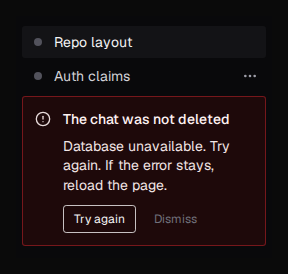 Repo layout
Auth claims
The chat was not deleted
Database unavailable. Try
again. If the error stays,
reload the page.
Try again
Dismiss